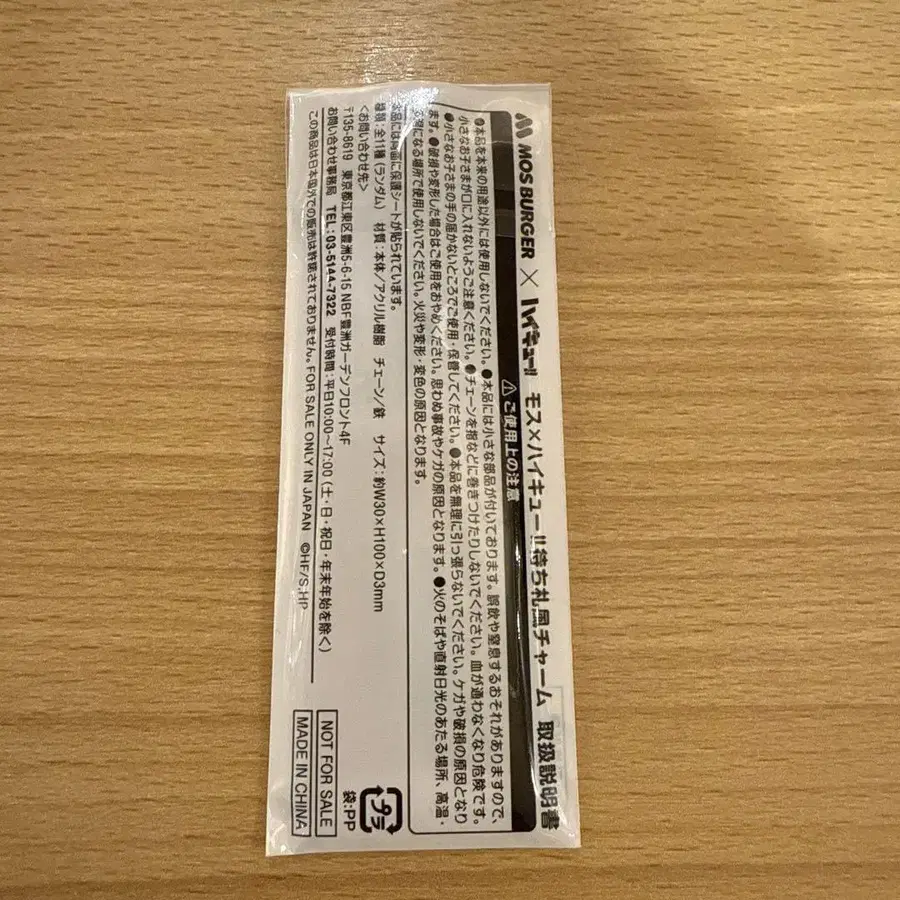 MOS BURGER × ハイキュー!! モス×ハイキュー!!待ち札風チャーム 取扱説明書
⚠ご使用上の注意
●本品を本来の用途以外には使用しないでください。●本品には小さな部品が付いております。誤飲や窒息するおそれがありますので、
小さなお子さまが口に入れないようご注意ください。●チェーンを指などに巻きつけたりしないでください。血が通わなくなり危険です。
●小さなお子さまの手の届かないところでご使用・保管してください。●本品を無理に引っ張らないでください。ケガや破損の原因となり
ます。●破損や変形した場合はご使用をおやめください。思わぬ事故やケガの原因となります。●火のそばや直射日光のあたる場所、高温・
になる場所で使用しないでください。火災や変形・変色の原因となります。
本品には両面に保護シートが貼られています。
種類:全11種(ランダム) 材質:本体/アクリル樹脂 チェーン/鉄 サイズ:約W30×H100×D3mm
<お問い合わせ先>
〒135-8619 東京都江東区豊洲5-6-15 NBF豊洲ガーデンフロント4F
お問い合わせ事務局 TEL:03-5144-7322 受付時間:平日10:00~17:00(土・日・祝日・年末年始を除く)
この商品は日本国外での販売は許諾されておりません。FOR SALE ONLY IN JAPAN ©HF/S,HP
プラ
袋:PP
NOT FOR SALE
MADE IN CHINA